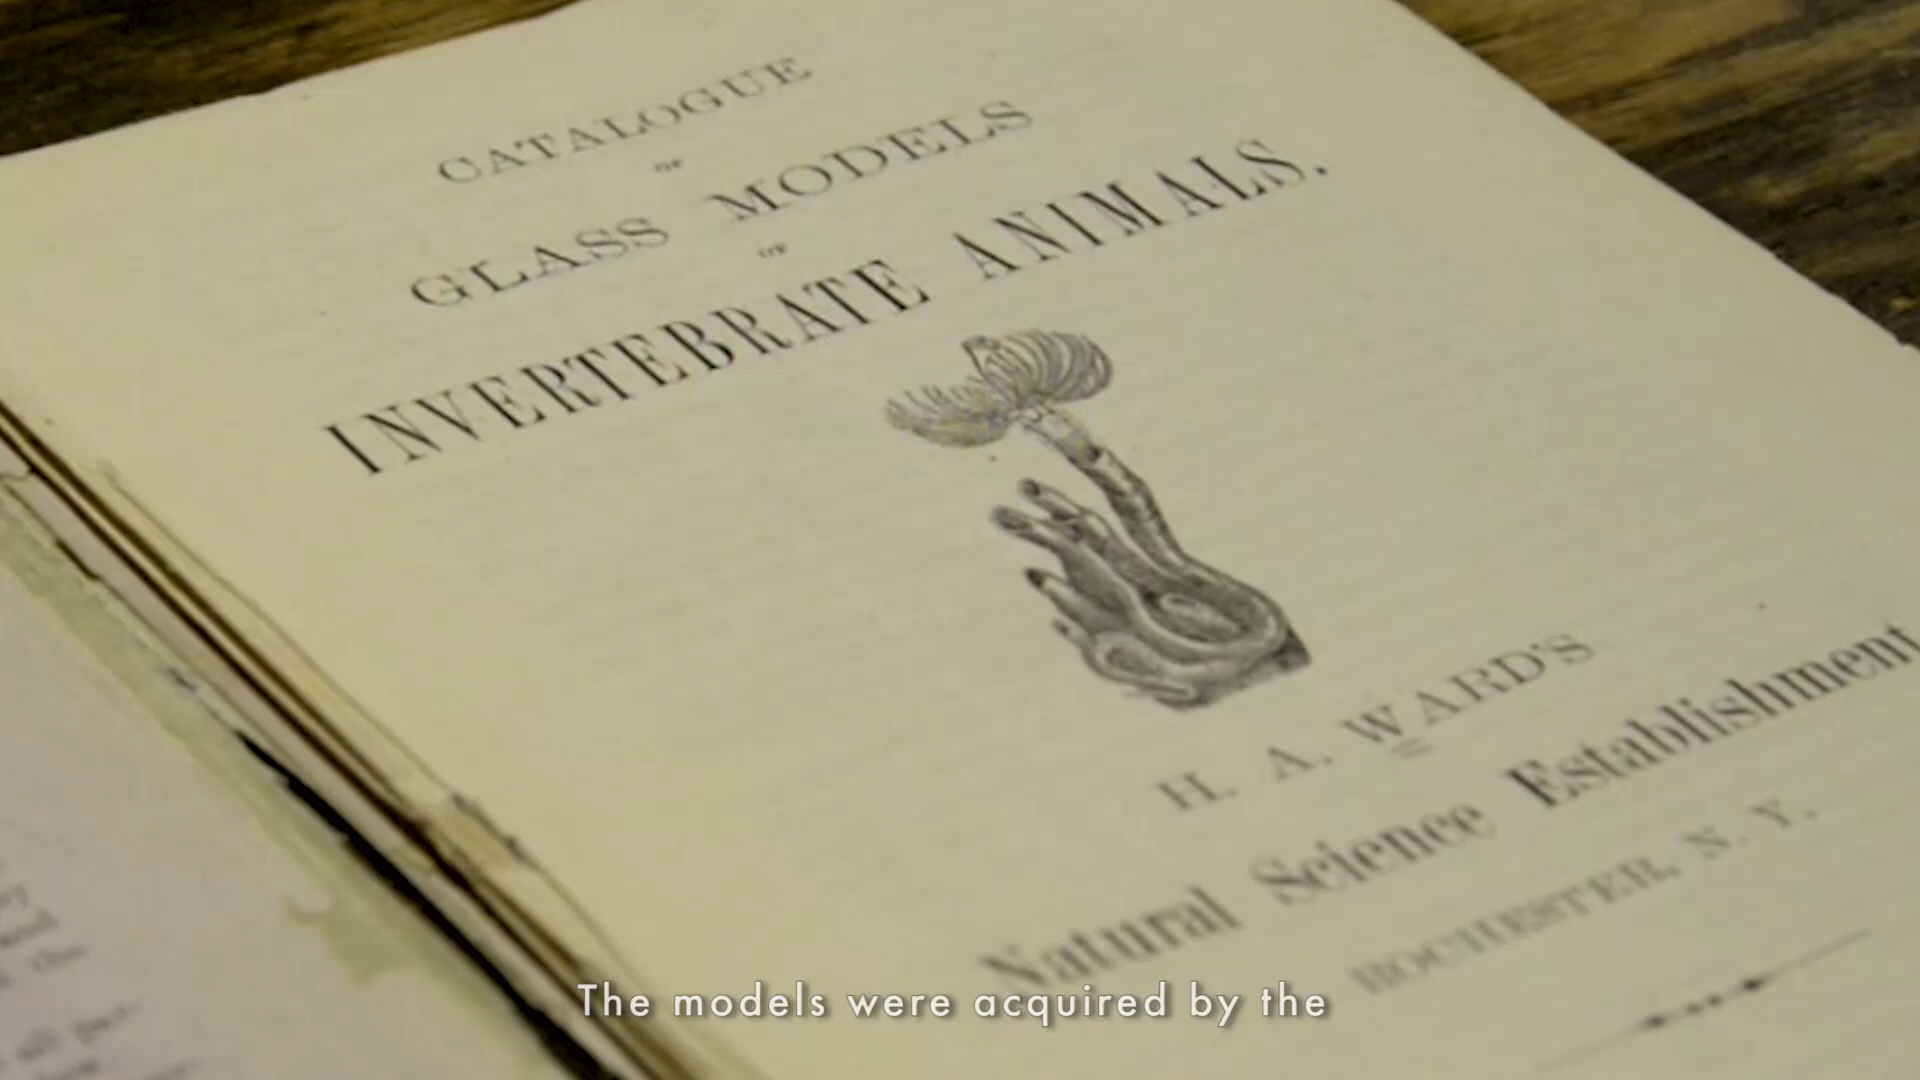 CATALOGUE
OF
GLASS MODELS
OF
INVERTEBRATE ANIMALS.
H. A. WARD'S
Natural Science Establishment
ROCHESTER, N. Y.
The models were acquired by the